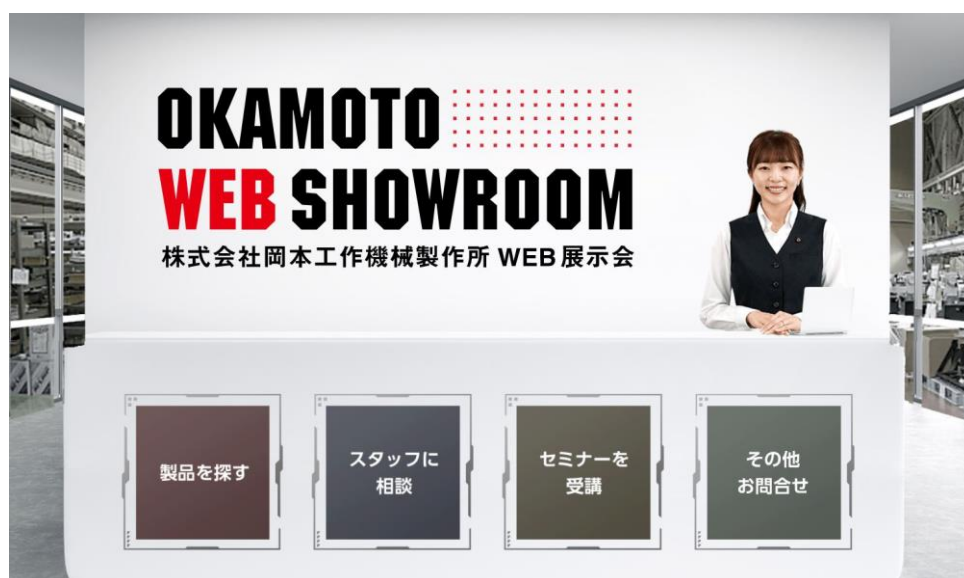 OKAMOTO
WEB SHOWROOM
株式会社岡本工作機械製作所 WEB展示会
製品を探す
スタッフに
相談
セミナーを
受講
その他
お問合せ